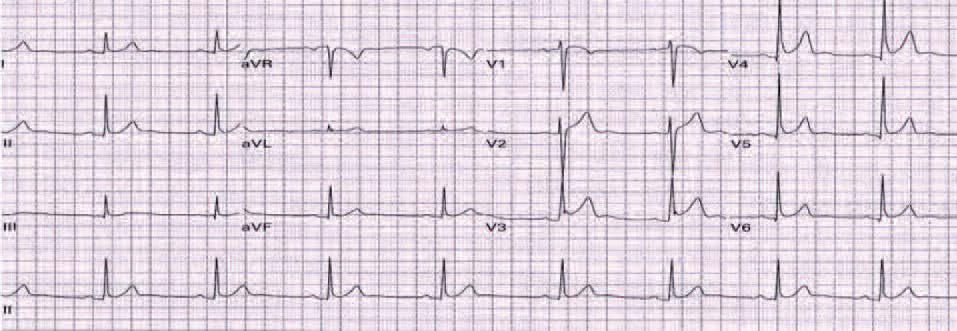 I aVR V1 V4
II aVL V2 V5
III aVF V3 V6
II